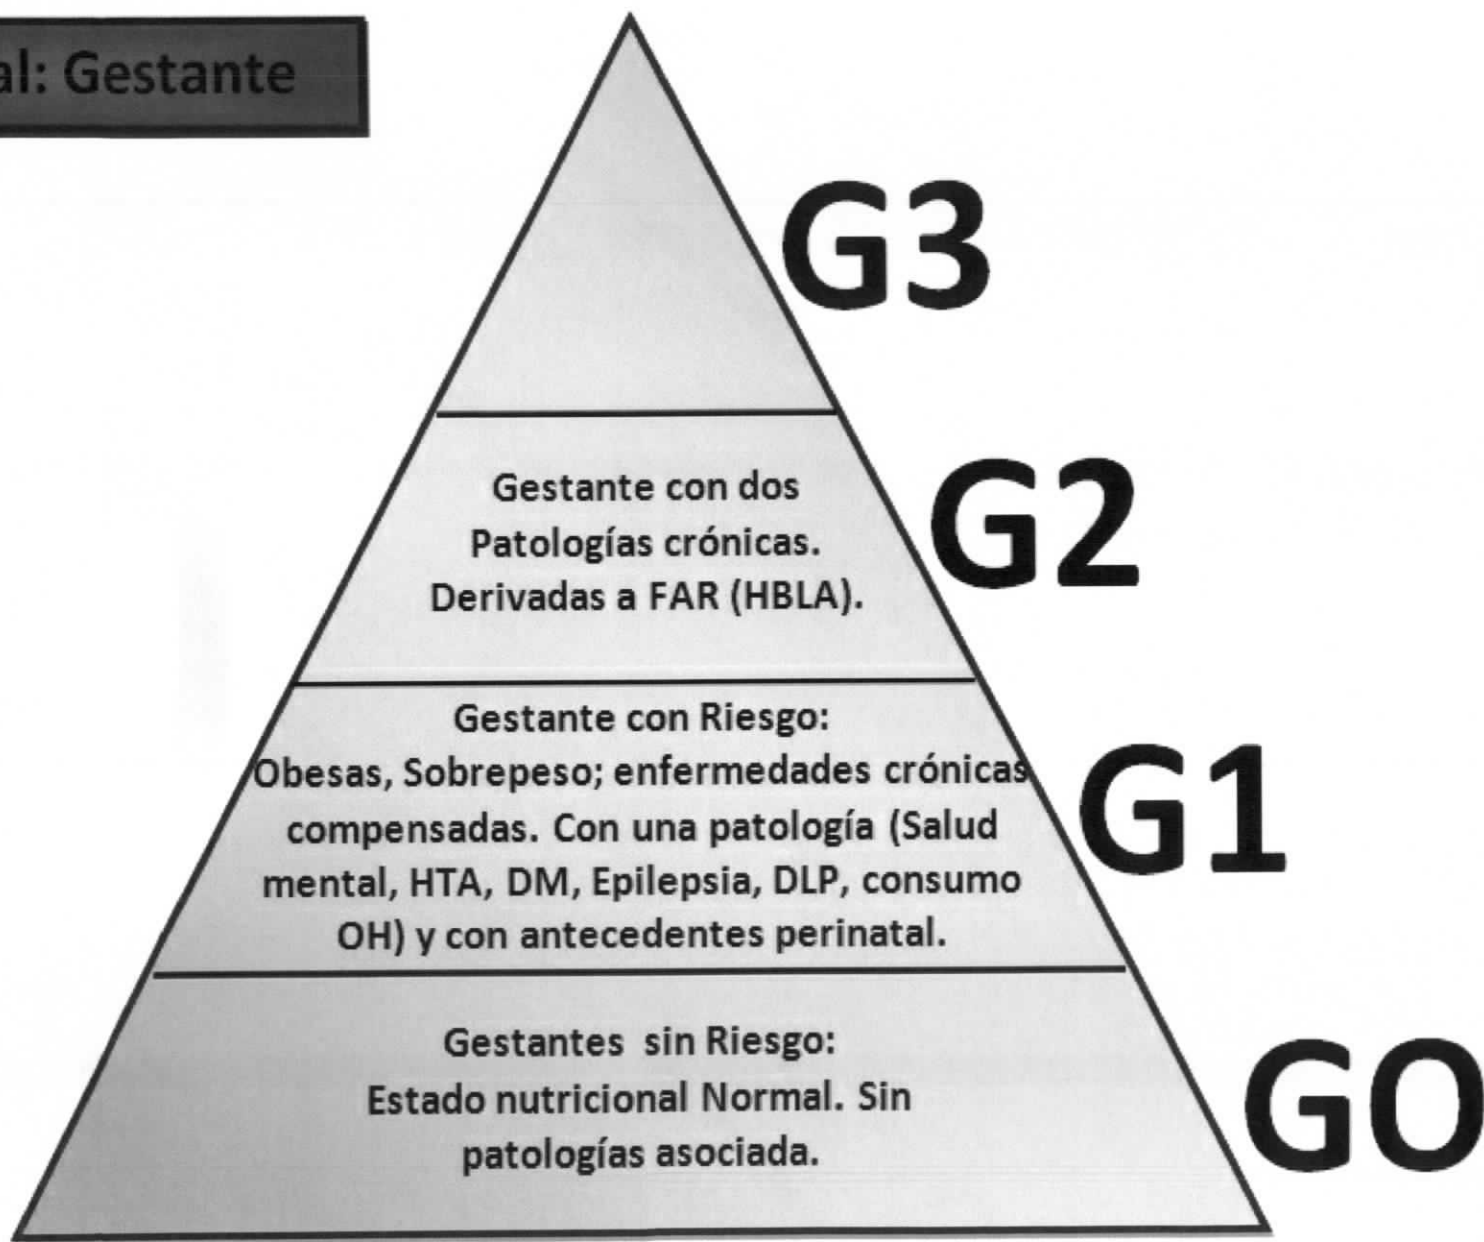 al: Gestante
G3
Gestante con dos
Patologías crónicas.
Derivadas a FAR (HBLA).
G2
Gestante con Riesgo:
Obesas, Sobrepeso; enfermedades crónicas
compensadas. Con una patología (Salud
mental, HTA, DM, Epilepsia, DLP, consumo
OH) y con antecedentes perinatal.
G1
Gestantes sin Riesgo:
Estado nutricional Normal. Sin
patologías asociada.
G0